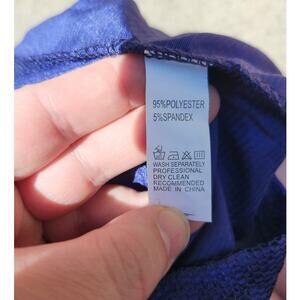 95%POLYESTER
5%SPANDEX
WASH SEPARATELY
PROFESSIONAL
DRY CLEAN
RECOMMENDED
MADE IN CHINA